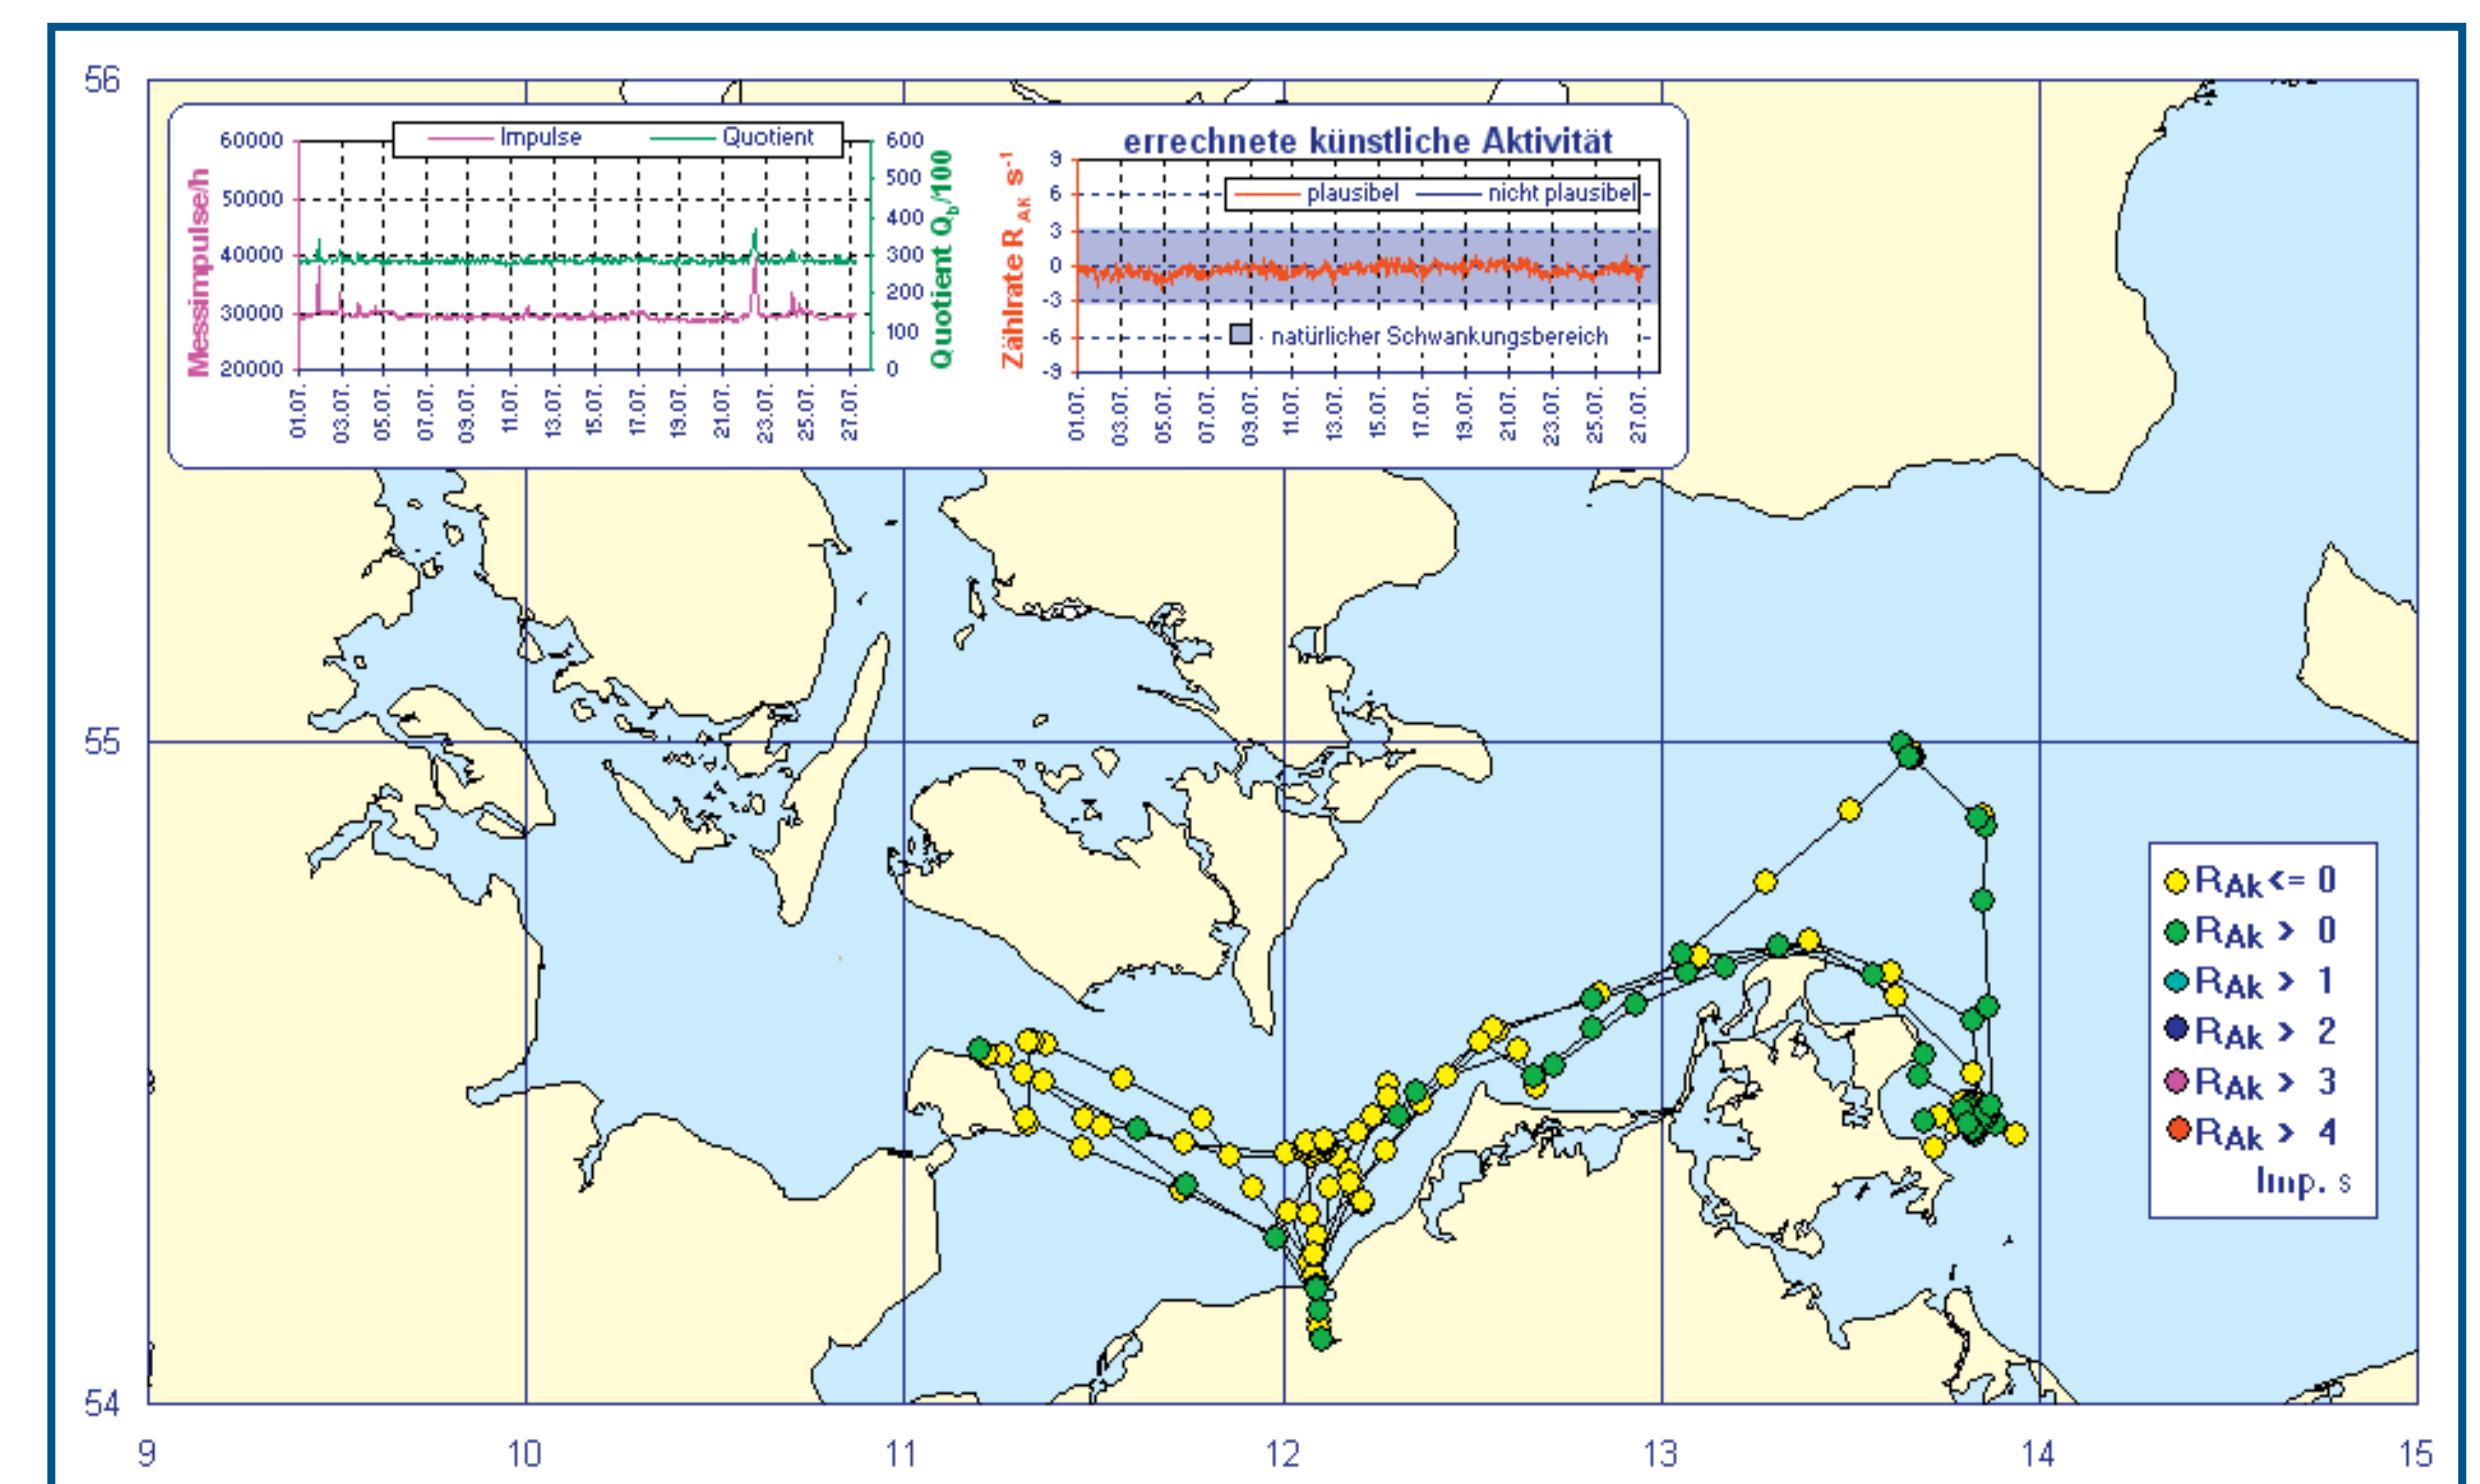 56
55
54
9 10 11 12 13 14 15
Impulse Quotient
Messimpulse/h
60000
50000
40000
30000
20000
Quotient Qb/100
600
500
400
300
200
100
0
01.07. 03.07. 05.07. 07.07. 09.07. 11.07. 13.07. 15.07. 17.07. 19.07. 21.07. 23.07. 25.07. 27.07.
errechnete künstliche Aktivität
Zählrate R AK s-1
9
6
3
0
-3
-6
-9
plausibel nicht plausibel
natürlicher Schwankungsbereich
01.07. 03.07. 05.07. 07.07. 09.07. 11.07. 13.07. 15.07. 17.07. 19.07. 21.07. 23.07. 25.07. 27.07.
RAk <= 0
RAk > 0
RAk > 1
RAk > 2
RAk > 3
RAk > 4
Imp. s